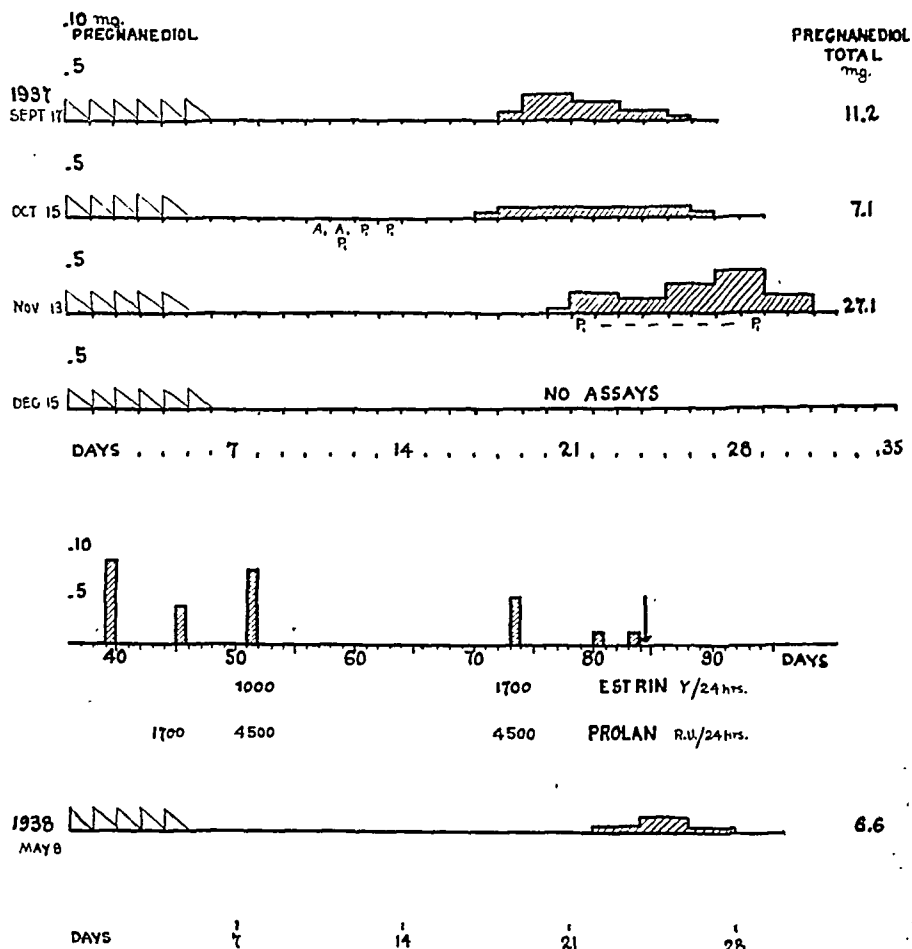 .10 mg.
PREGNANEDIOL
PREGNANEDIOL
TOTAL
mg.
.5
1937
SEPT 17
11.2
.5
OCT 15
7.1
A, A, P, P,
P,
.5
NOV 13
27.1
P, — — — — — P,
.5
DEC 15
NO ASSAYS
DAYS . . . . 7 . . . . . . 14 . . . . . . 21 . . . . . . 28 . . . . . . 35
.10
.5
40 50 60 70 80 90 DAYS
1000 1700 ESTRIN γ/24 hrs.
1700 4500 4500 PROLAN R.U./24 hrs.
1938
MAY 8
6.6
DAYS 7 14 21 28